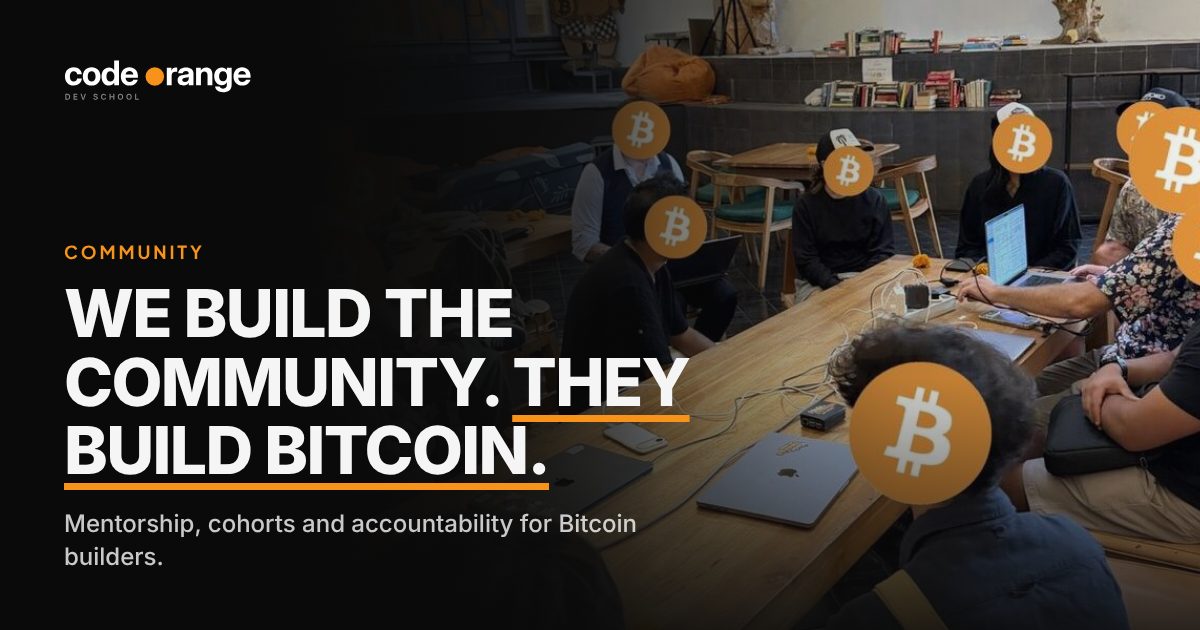 code orange
DEV SCHOOL
COMMUNITY
WE BUILD THE
COMMUNITY. THEY
BUILD BITCOIN.
Mentorship, cohorts and accountability for Bitcoin
builders.